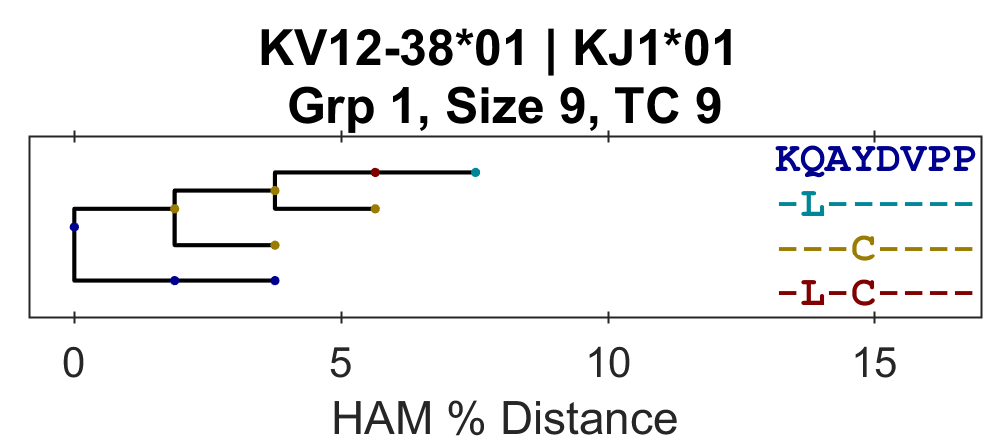 KV12-38*01 | KJ1*01
Grp 1, Size 9, TC 9
KQAYDVPP
-L------
---C----
-L-C----
0 5 10 15
HAM % Distance